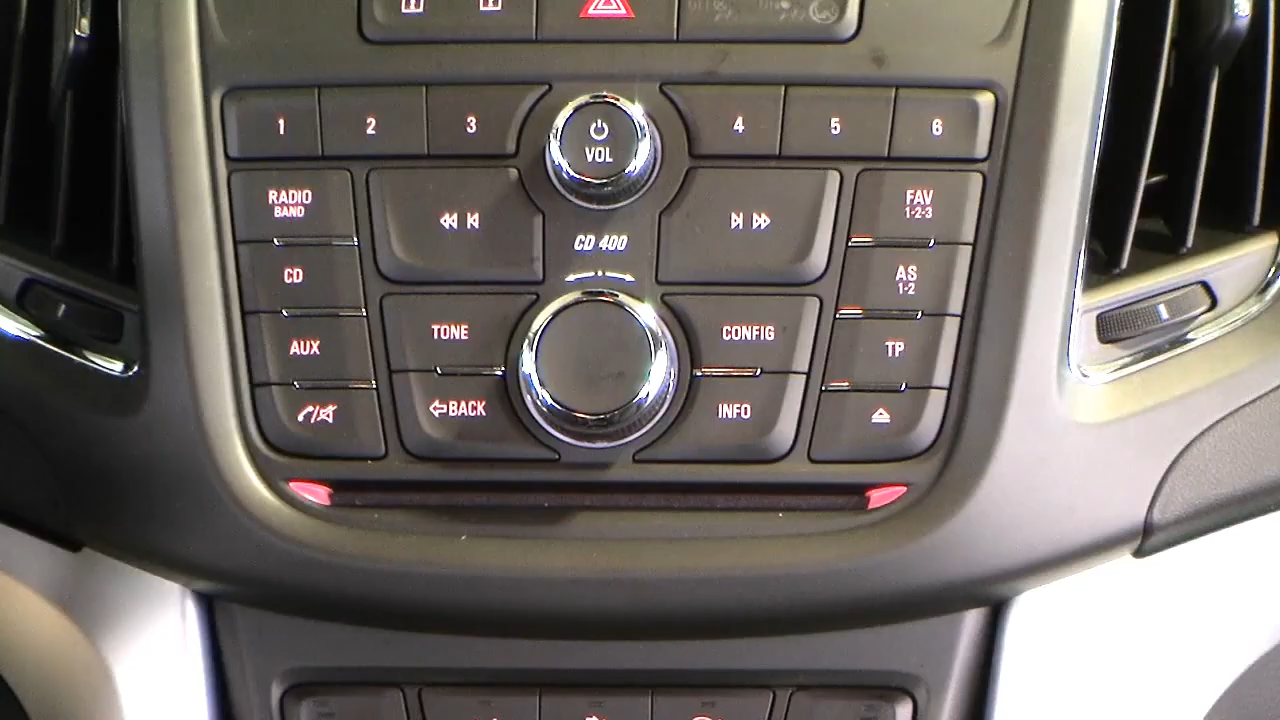 1
2
3
VOL
4
5
6
RADIO
BAND
FAV
1-2-3
CD 400
CD
AS
1-2
TONE
CONFIG
AUX
TP
BACK
INFO